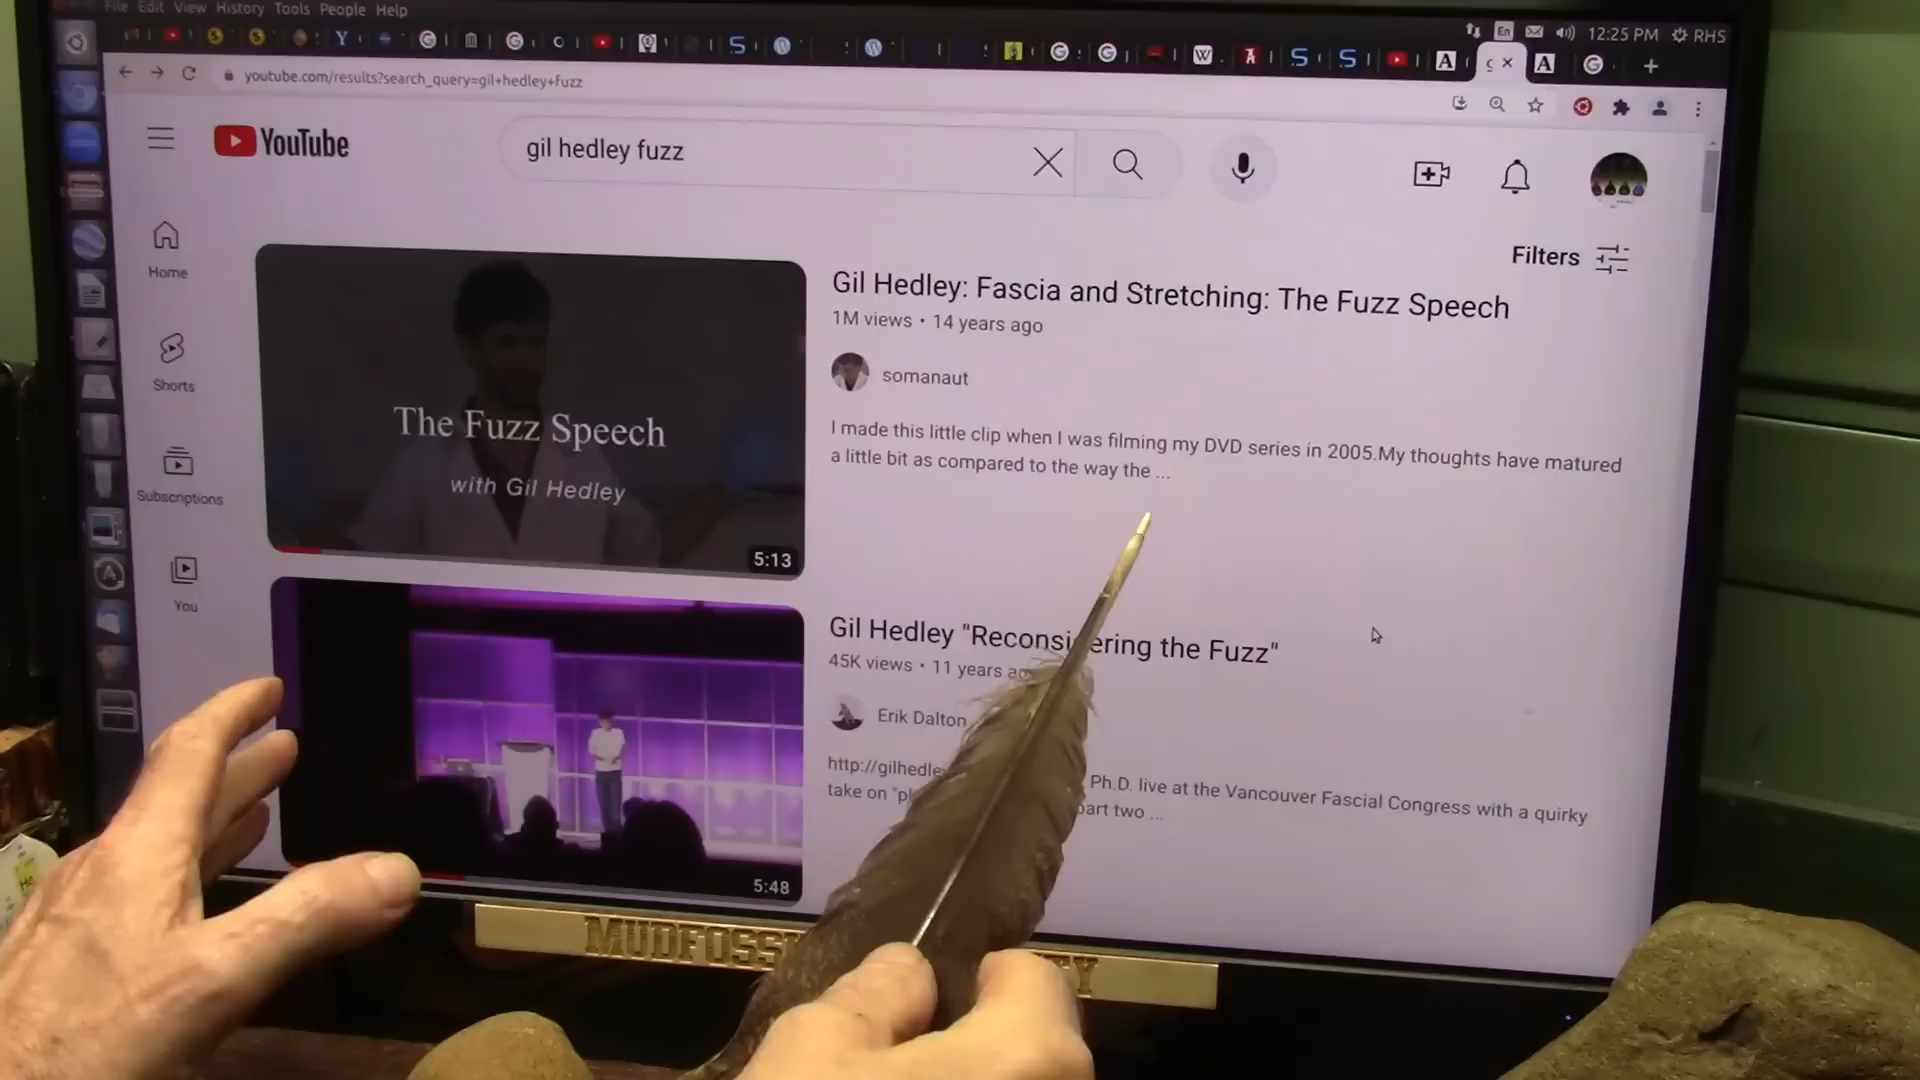 File Edit View History Tools People Help
12:25 PM RHS
youtube.com/results?search_query=gil+hedley+fuzz
YouTube
gil hedley fuzz
Filters
Home
Shorts
Subscriptions
You
The Fuzz Speech
with Gil Hedley
5:13
Gil Hedley: Fascia and Stretching: The Fuzz Speech
1M views • 14 years ago
somanaut
I made this little clip when I was filming my DVD series in 2005.My thoughts have matured
a little bit as compared to the way the ...
5:48
Gil Hedley "Reconsidering the Fuzz"
45K views • 11 years
Erik Dalton
Ph.D. live at the Vancouver Fascial Congress with a quirky
take on part two ...
MUDFOSS